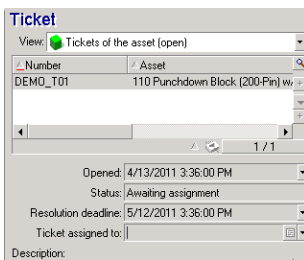 Ticket
View: Tickets of the asset (open)
Number Asset
DEMO_T01 110 Punchdown Block (200-Pin) w/
1 / 1
Opened: 4/13/2011 3:36:00 PM
Status: Awaiting assignment
Resolution deadline: 5/12/2011 3:36:00 PM
Ticket assigned to:
Description: